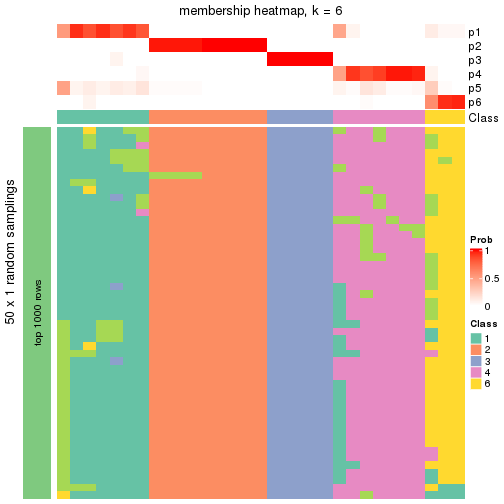 membership heatmap, k = 6
p1
p2
p3
p4
p5
p6
Class
50 x 1 random samplings
top 1000 rows
Prob
1
0.5
0
Class
1
2
3
4
6